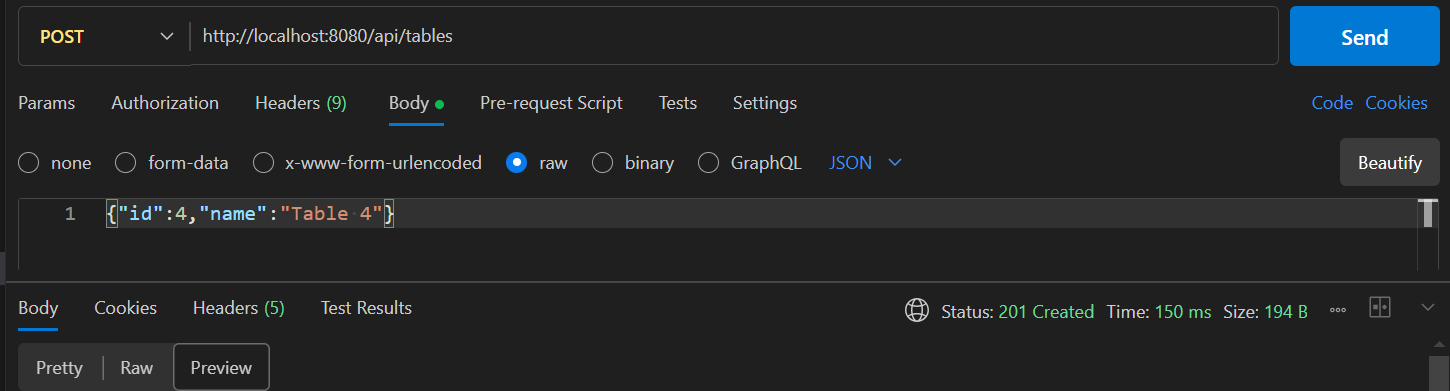 POST http://localhost:8080/api/tables Send
Params Authorization Headers (9) Body Pre-request Script Tests Settings Code Cookies
none form-data x-www-form-urlencoded raw binary GraphQL JSON Beautify
1 {"id":4,"name":"Table 4"}
Body Cookies Headers (5) Test Results Status: 201 Created Time: 150 ms Size: 194 B
Pretty Raw Preview